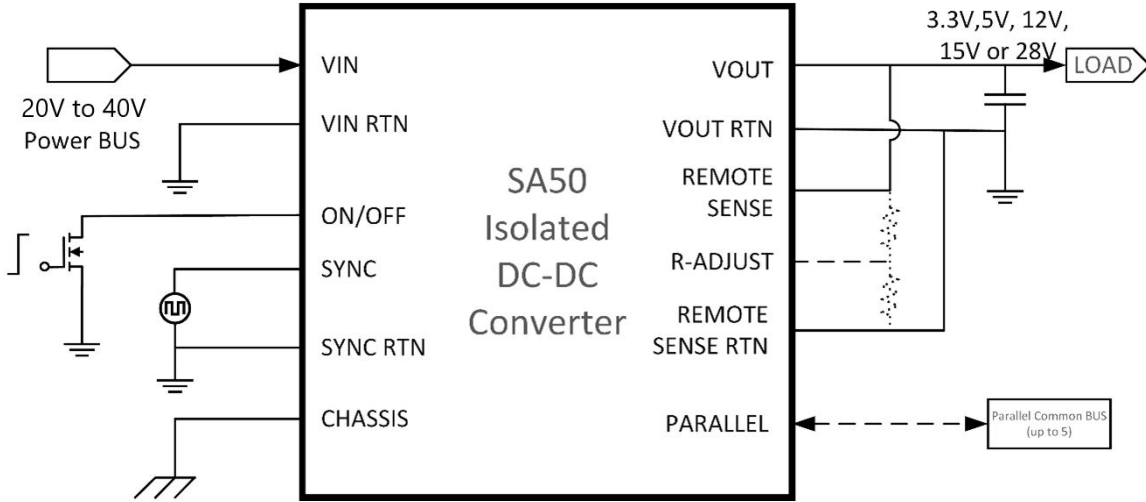 20V to 40V
Power BUS
VIN
VIN RTN
ON/OFF
SYNC
SYNC RTN
CHASSIS
SA50
Isolated
DC-DC
Converter
VOUT
VOUT RTN
REMOTE
SENSE
R-ADJUST
REMOTE
SENSE RTN
PARALLEL
3.3V,5V, 12V,
15V or 28V
LOAD
Parallel Common BUS
(up to 5)